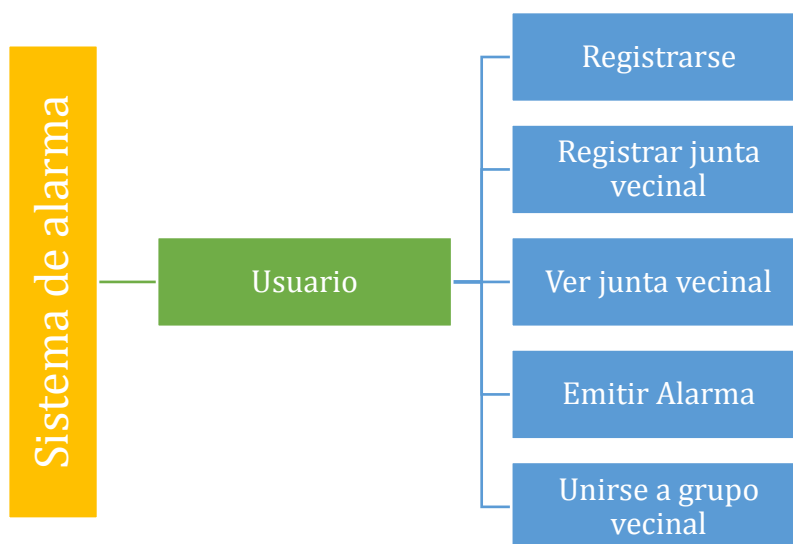 Sistema de alarma
Usuario
Registrarse
Registrar junta
vecinal
Ver junta vecinal
Emitir Alarma
Unirse a grupo
vecinal